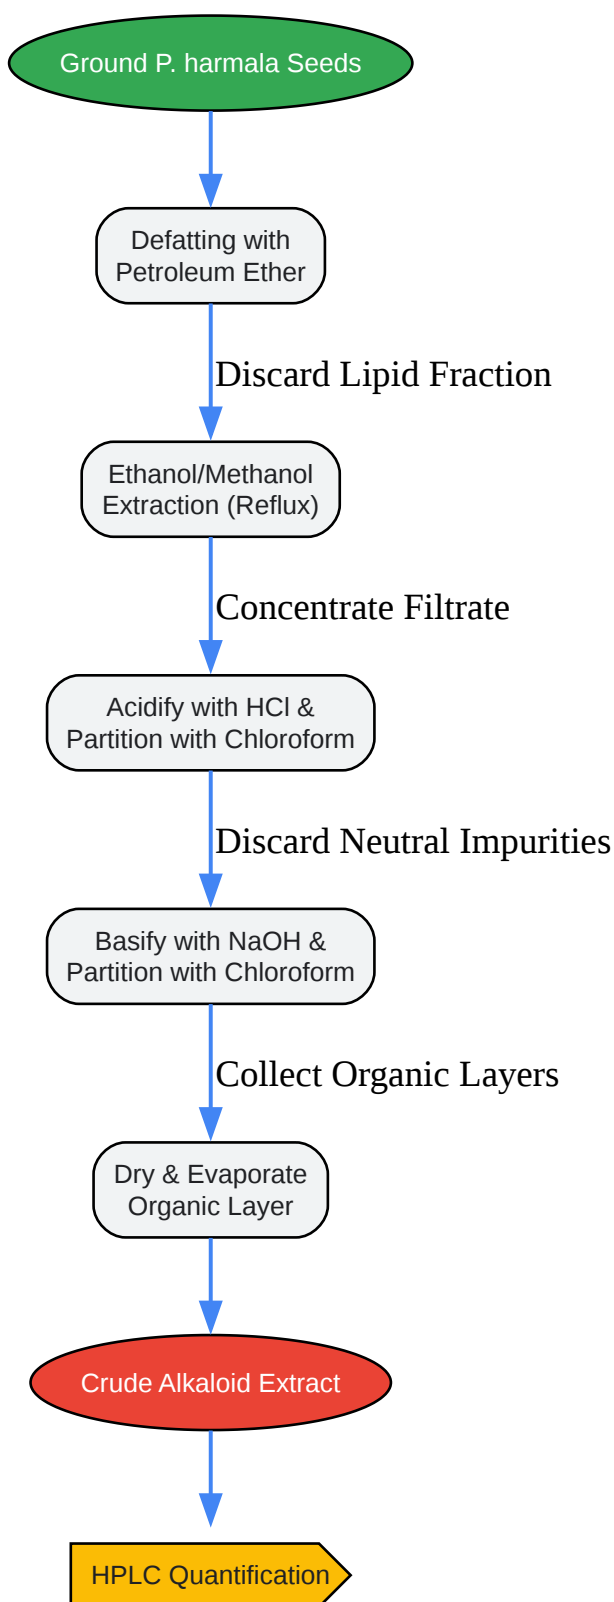 Ground P. harmala Seeds
Defatting with
Petroleum Ether
Discard Lipid Fraction
Ethanol/Methanol
Extraction (Reflux)
Concentrate Filtrate
Acidify with HCl &
Partition with Chloroform
Discard Neutral Impurities
Basify with NaOH &
Partition with Chloroform
Collect Organic Layers
Dry & Evaporate
Organic Layer
Crude Alkaloid Extract
HPLC Quantification